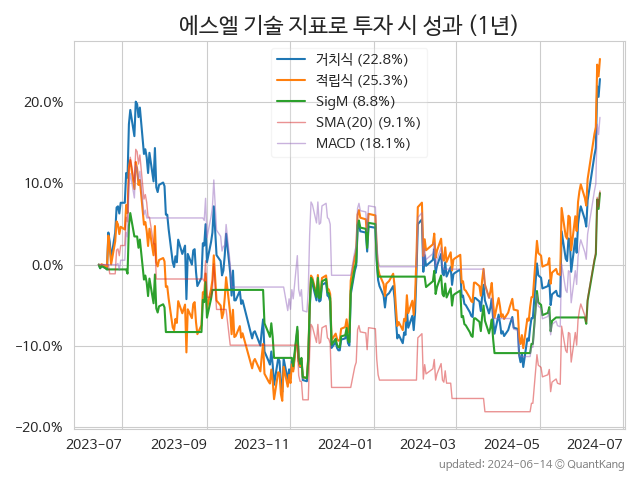 에스엘 기술 지표로 투자 시 성과 (1년)
거치식 (22.8%)
적립식 (25.3%)
SigM (8.8%)
SMA(20) (9.1%)
MACD (18.1%)
20.0%
10.0%
0.0%
−10.0%
−20.0%
2023-07 2023-09 2023-11 2024-01 2024-03 2024-05 2024-07
updated: 2024-06-14 © QuantKang